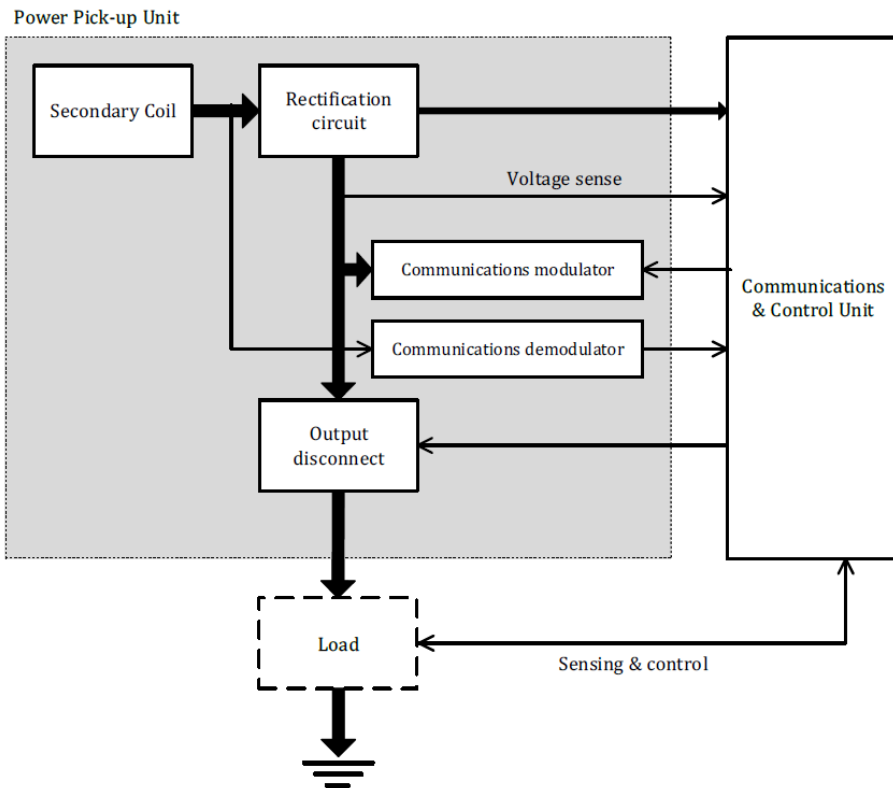 Power Pick-up Unit
Secondary Coil
Rectification
circuit
Voltage sense
Communications modulator
Communications
& Control Unit
Communications demodulator
Output
disconnect
Load
Sensing & control